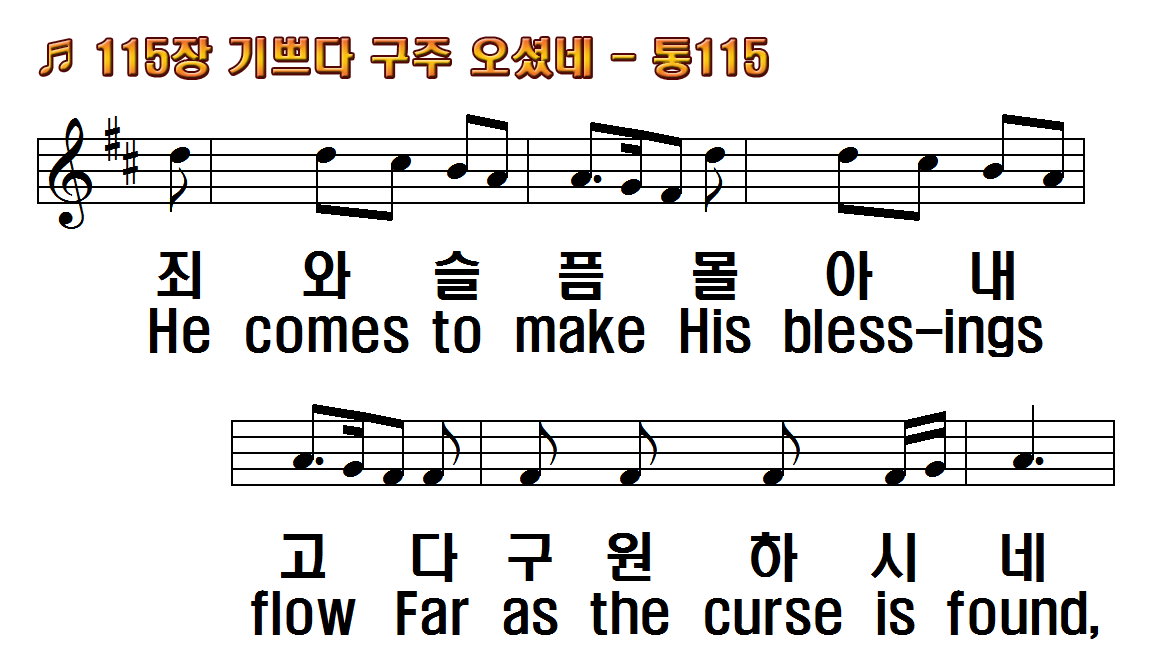 ♬ 115장 기쁘다 구주 오셨네 - 통115
죄 와 슬 픔 몰 아 내
He comes to make His bless-ings
고 다 구 원 하 시 네
flow Far as the curse is found,